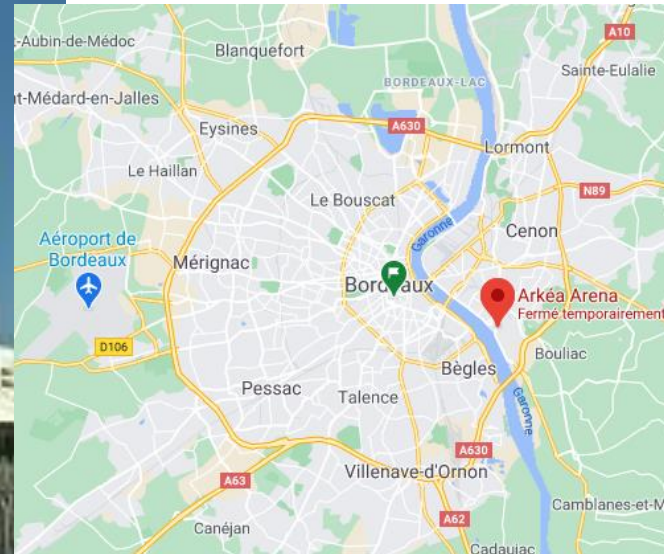 A10
-Aubin-de-Médoc
Blanquefort
Sainte-Eulalie
BORDEAUX-LAC
nt-Médard-en-Jalles
Eysines
A630
Lormont
Le Haillan
N89
Le Bouscat
Garonne
Cenon
Aéroport de
Bordeaux
Mérignac
Bordeaux
Arkéa Arena
Fermé temporairement
D106
Bouliac
Bègles
Pessac
Talence
Garonne
A630
Villenave-d'Ornon
A63
Camblanes-et-M
A62
Canéjan
Cadaujac